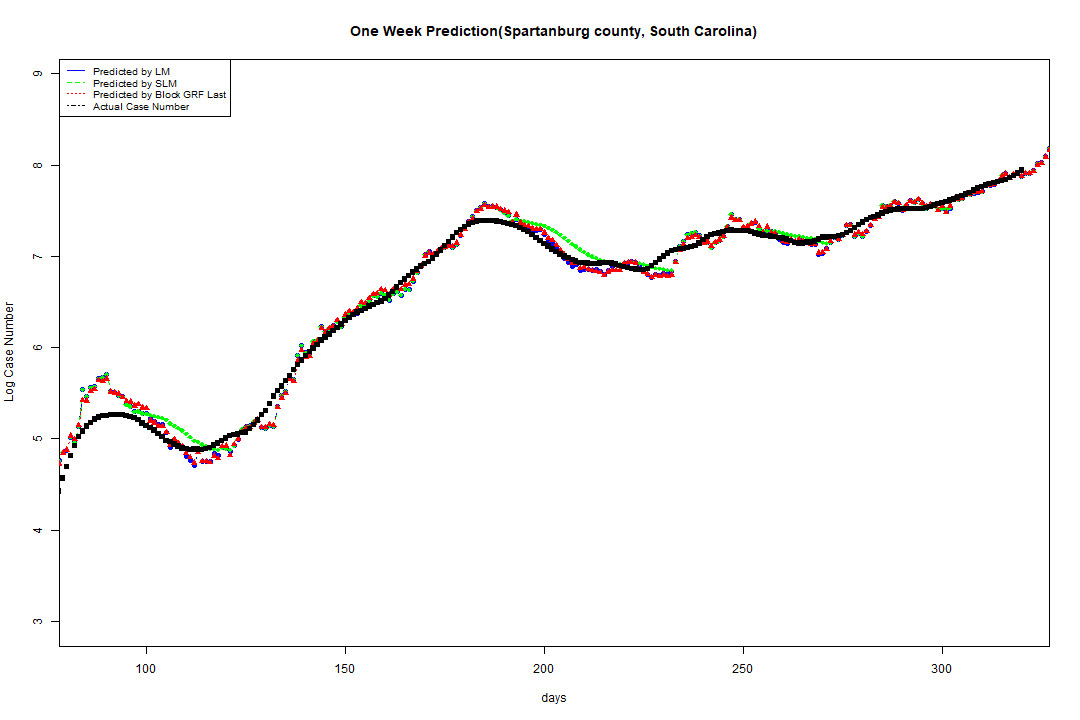 One Week Prediction(Spartanburg county, South Carolina)
Predicted by LM
Predicted by SLM
Predicted by Block GRF Last
Actual Case Number
9
8
7
6
5
4
3
Log Case Number
100 150 200 250 300
days